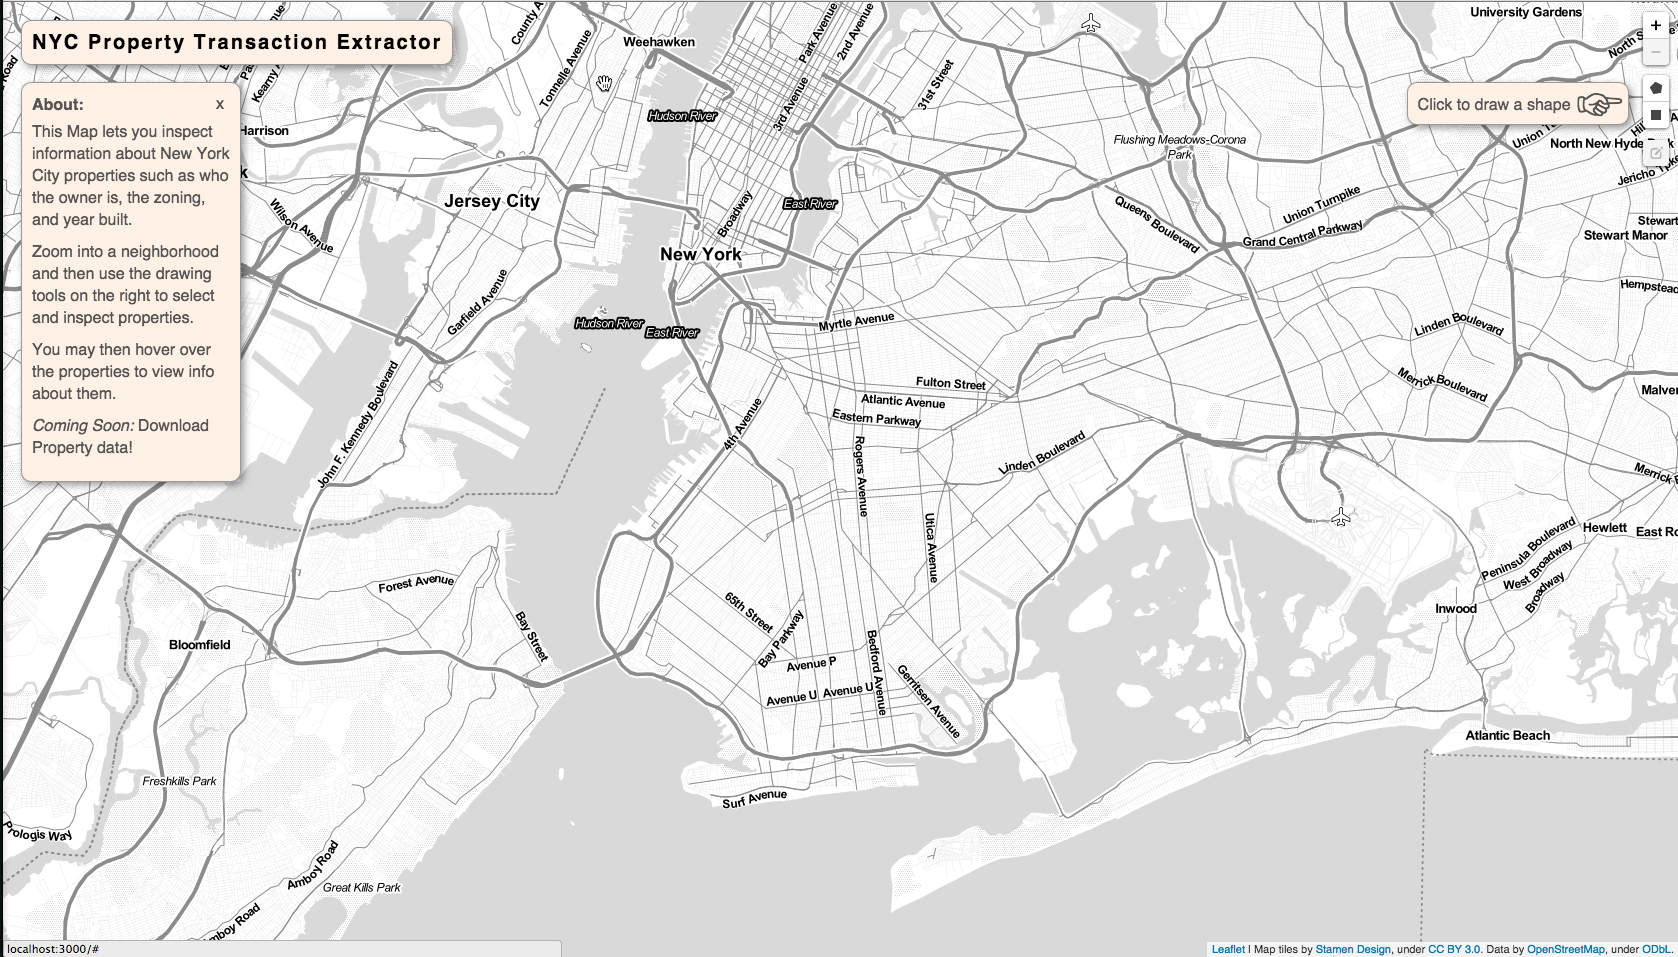 University Gardens
County A
NYC Property Transaction Extractor
Weehawken
Park Avenue
2nd Avenue
Tonnelle Avenue
Kearny
3rd Avenue
31st Street
North S
+
−
About:
x
This Map lets you inspect
information about New York
City properties such as who
the owner is, the zoning,
and year built.
Zoom into a neighborhood
and then use the drawing
tools on the right to select
and inspect properties.
You may then hover over
the properties to view info
about them.
Coming Soon: Download
Property data!
Click to draw a shape
Hudson River
Harrison
Flushing Meadows-Corona
Park
Union
North New Hyde
Jericho
Road
k
Jersey City
Wilson Avenue
Broadway
East River
Queens Boulevard
Union Turnpike
Grand Central Parkway
Stewart
Stewart Manor
New York
Garfield Avenue
Hempstead
Hudson River
East River
Myrtle Avenue
Linden Boulevard
Fulton Street
Atlantic Avenue
Eastern Parkway
Merrick Boulevard
Malver
John F. Kennedy Boulevard
4th Avenue
Rogers Avenue
Linden Boulevard
Merrick
Utica Avenue
Peninsula Boulevard
Hewlett
East Ro
West Broadway
Broadway
Forest Avenue
65th Street
Inwood
Bay Street
Bay Parkway
Bloomfield
Avenue P
Bedford Avenue
Avenue U
Avenue U
Gerritsen Avenue
Atlantic Beach
Freshkills Park
Surf Avenue
Prologis Way
Amboy Road
Great Kills Park
mboy Road
localhost:3000/#
Leaflet | Map tiles by Stamen Design, under CC BY 3.0. Data by OpenStreetMap, under ODbL.